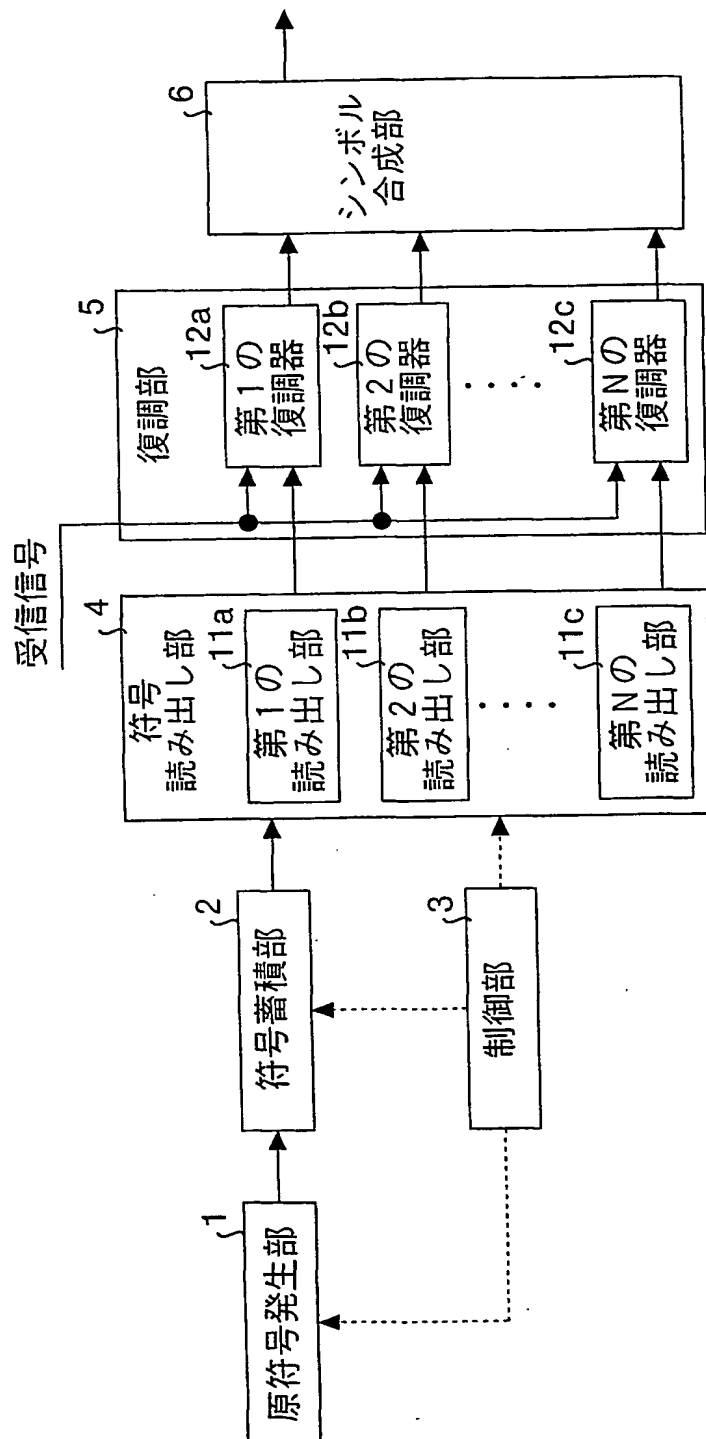 受信信号
1
原符号発生部
2
符号蓄積部
3
制御部
4
符号
読み出し部
11a
第1の
読み出し部
11b
第2の
読み出し部
・・・・
11c
第Nの
読み出し部
5
復調部
12a
第1の
復調器
12b
第2の
復調器
・・・・
12c
第Nの
復調器
6
シンボル
合成部